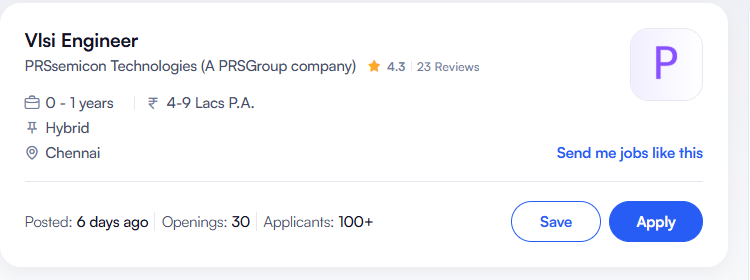 Vlsi Engineer
PRSsemicon Technologies (A PRSGroup company) 4.3 | 23 Reviews
P
0 - 1 years | ₹ 4-9 Lacs P.A.
Hybrid
Chennai
Send me jobs like this
Posted: 6 days ago | Openings: 30 | Applicants: 100+
Save
Apply